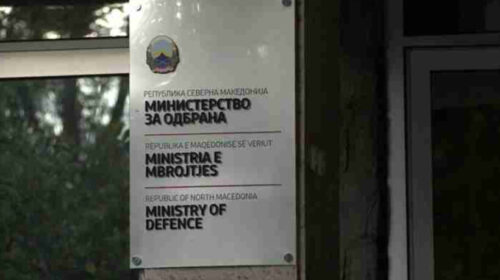 РЕПУБЛИКА СЕВЕРНА МАКЕДОНИЈА
МИНИСТЕРСТВО
ЗА ОДБРАНА
REPUBLIKA E MAQEDONISË SË VERIUT
MINISTRIA E
MBROJTJES
REPUBLIC OF NORTH MACEDONIA
MINISTRY OF
DEFENCE